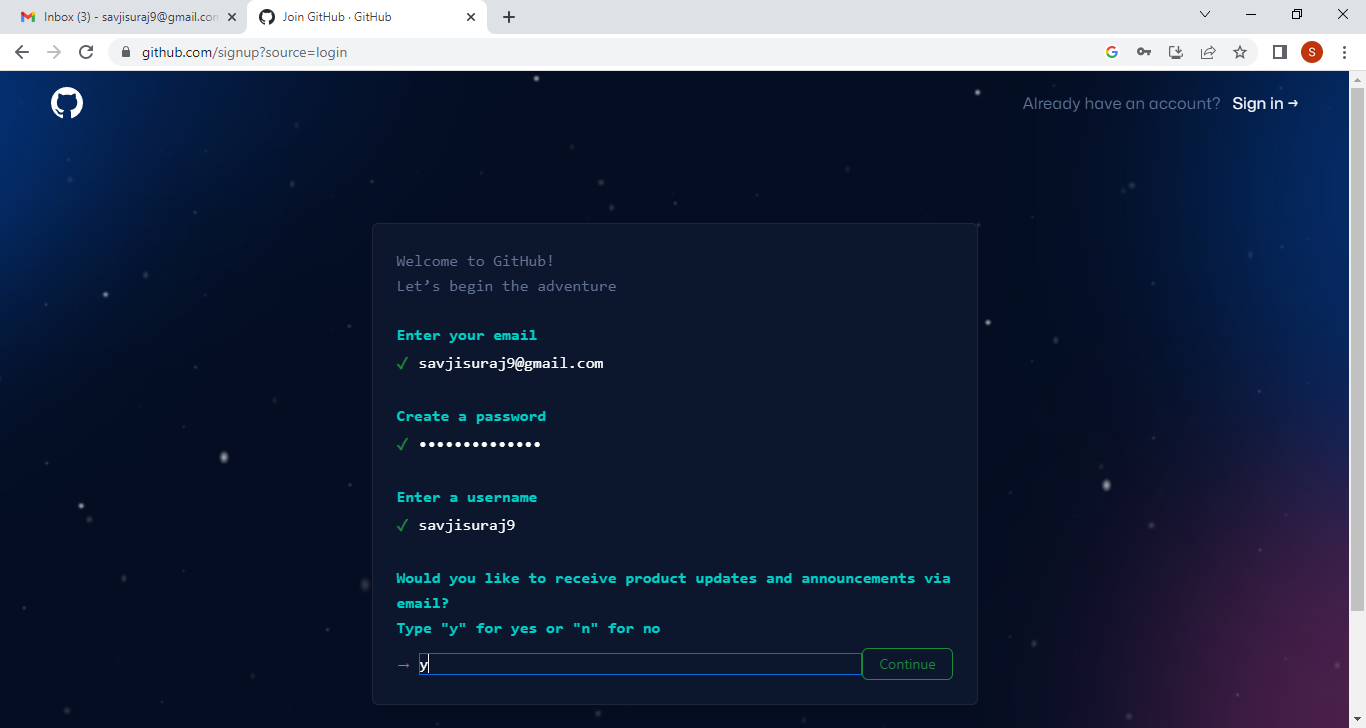 Inbox (3) - savjisuraj9@gmail.com
Join GitHub · GitHub
github.com/signup?source=login
S
Already have an account? Sign in →
Welcome to GitHub!
Let’s begin the adventure
Enter your email
✓ savjisuraj9@gmail.com
Create a password
✓ ••••••••••••••
Enter a username
✓ savjisuraj9
Would you like to receive product updates and announcements via
email?
Type "y" for yes or "n" for no
→ y
Continue